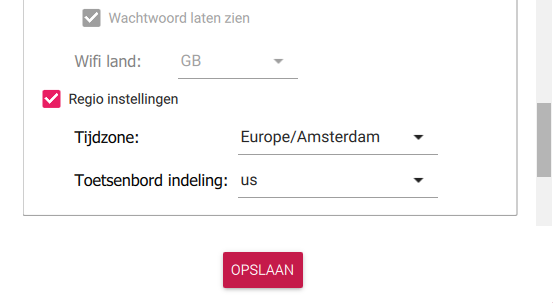 Wachtwoord laten zien
Wifi land: GB
Regio instellingen
Tijdzone: Europe/Amsterdam
Toetsenbord indeling: us
OPSLAAN